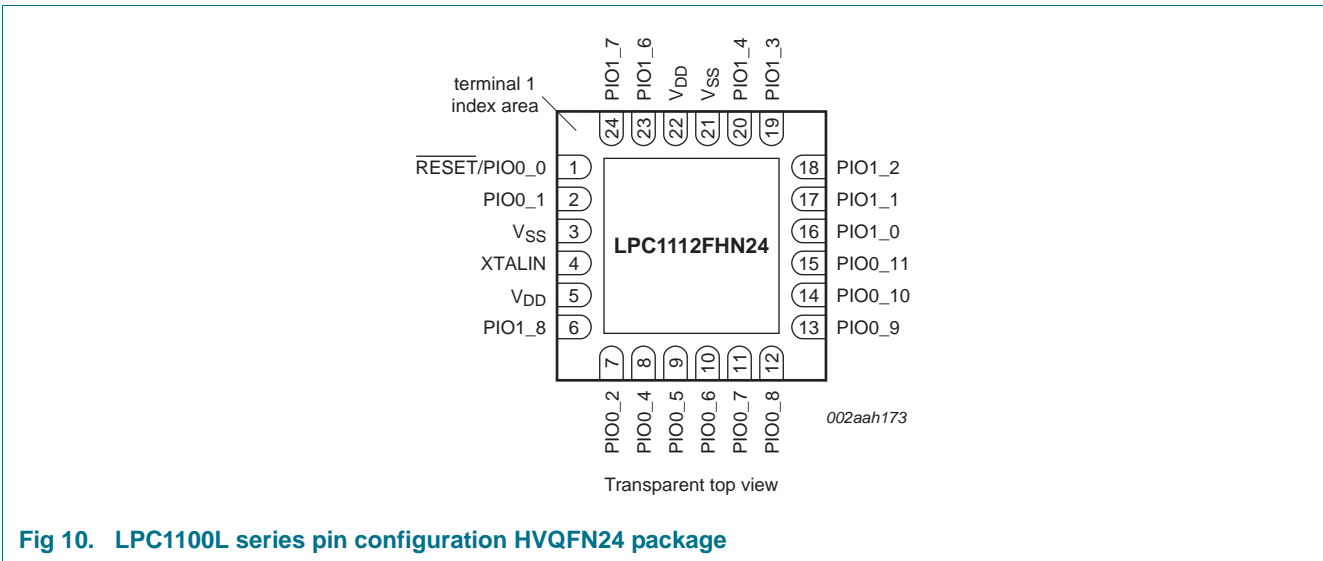 PIO1_7
PIO1_6
VDD
VSS
PIO1_4
PIO1_3
terminal 1
index area
24
23
22
21
20
19
RESET/PIO0_0 1
PIO0_1 2
VSS 3
XTALIN 4
VDD 5
PIO1_8 6
LPC1112FHN24
18 PIO1_2
17 PIO1_1
16 PIO1_0
15 PIO0_11
14 PIO0_10
13 PIO0_9
7
8
9
10
11
12
PIO0_2
PIO0_4
PIO0_5
PIO0_6
PIO0_7
PIO0_8
002aah173
Transparent top view
Fig 10. LPC1100L series pin configuration HVQFN24 package